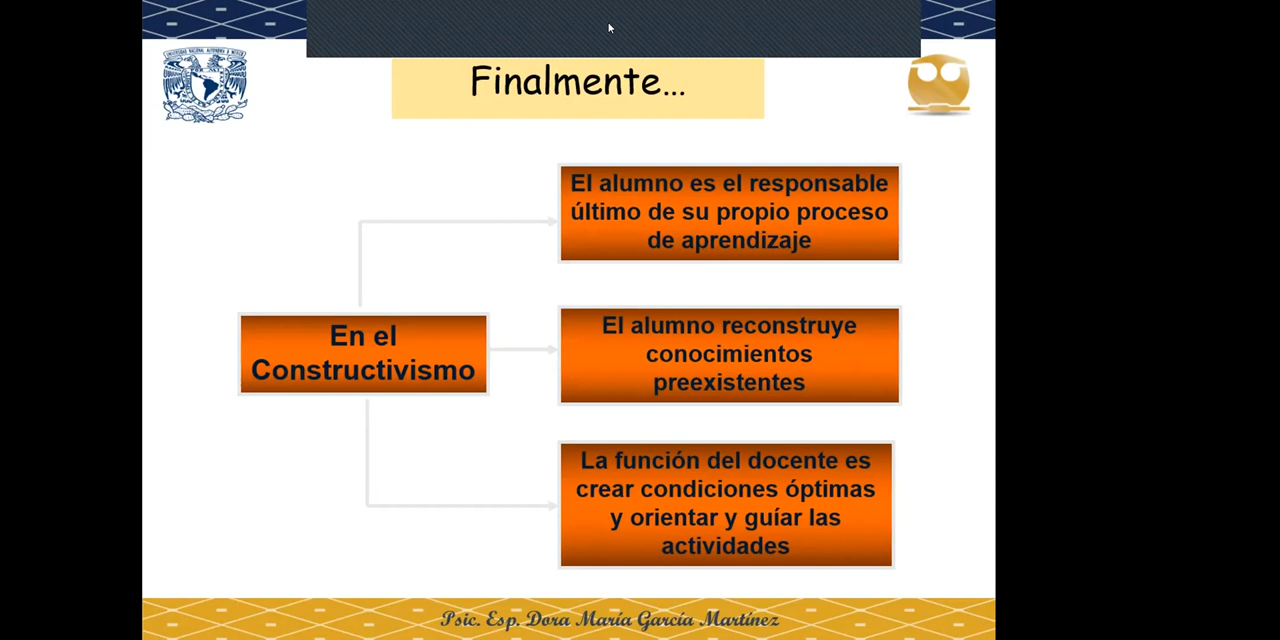 Finalmente...
El alumno es el responsable
último de su propio proceso
de aprendizaje
En el
Constructivismo
El alumno reconstruye
conocimientos
preexistentes
La función del docente es
crear condiciones óptimas
y orientar y guíar las
actividades
Psic. Esp. Dora María García Martínez